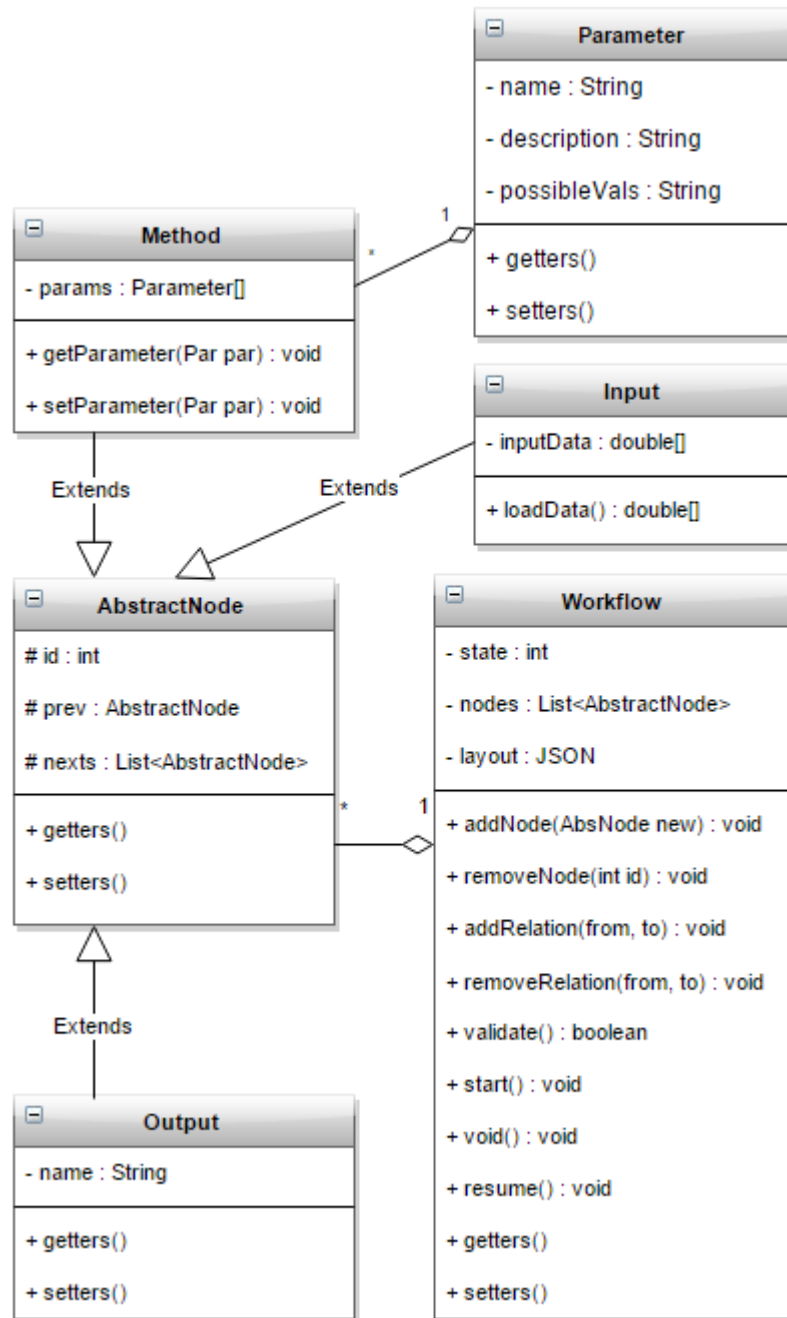 Parameter
- name : String
- description : String
- possibleVals : String
+ getters()
+ setters()
1
*
Method
- params : Parameter[]
+ getParameter(Par par) : void
+ setParameter(Par par) : void
Extends
Input
- inputData : double[]
+ loadData() : double[]
Extends
AbstractNode
# id : int
# prev : AbstractNode
# nexts : List<AbstractNode>
+ getters()
+ setters()
*
1
Workflow
- state : int
- nodes : List<AbstractNode>
- layout : JSON
+ addNode(AbsNode new) : void
+ removeNode(int id) : void
+ addRelation(from, to) : void
+ removeRelation(from, to) : void
+ validate() : boolean
+ start() : void
+ void() : void
+ resume() : void
+ getters()
+ setters()
Extends
Output
- name : String
+ getters()
+ setters()